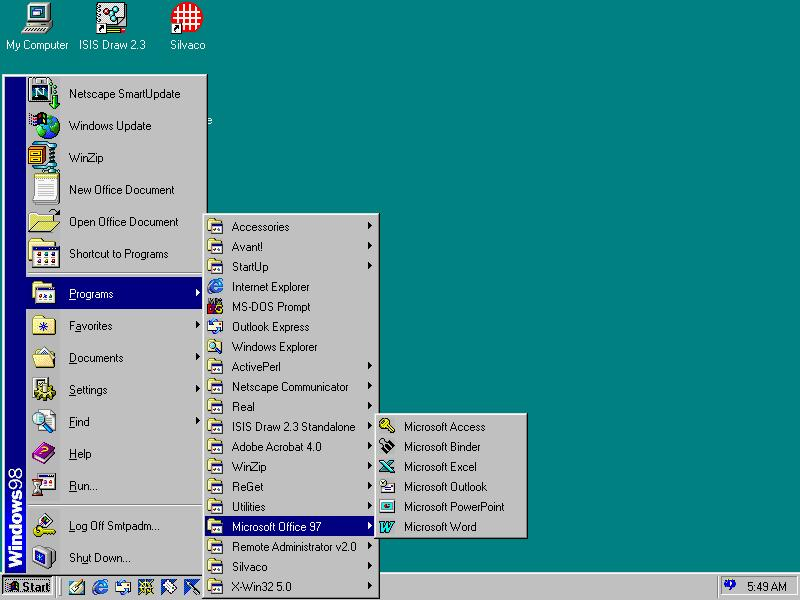 My Computer
ISIS Draw 2.3
Silvaco
Netscape SmartUpdate
Windows Update
WinZip
New Office Document
Open Office Document
Shortcut to Programs
Programs
Favorites
Documents
Settings
Find
Help
Run...
Log Off Smtpadm...
Shut Down...
Windows98
e
Accessories
Avant!
StartUp
Internet Explorer
MS-DOS Prompt
Outlook Express
Windows Explorer
ActivePerl
Netscape Communicator
Real
ISIS Draw 2.3 Standalone
Adobe Acrobat 4.0
WinZip
ReGet
Utilities
Microsoft Office 97
Remote Administrator v2.0
Silvaco
X-Win32 5.0
Microsoft Access
Microsoft Binder
Microsoft Excel
Microsoft Outlook
Microsoft PowerPoint
Microsoft Word
Start
5:49 AM